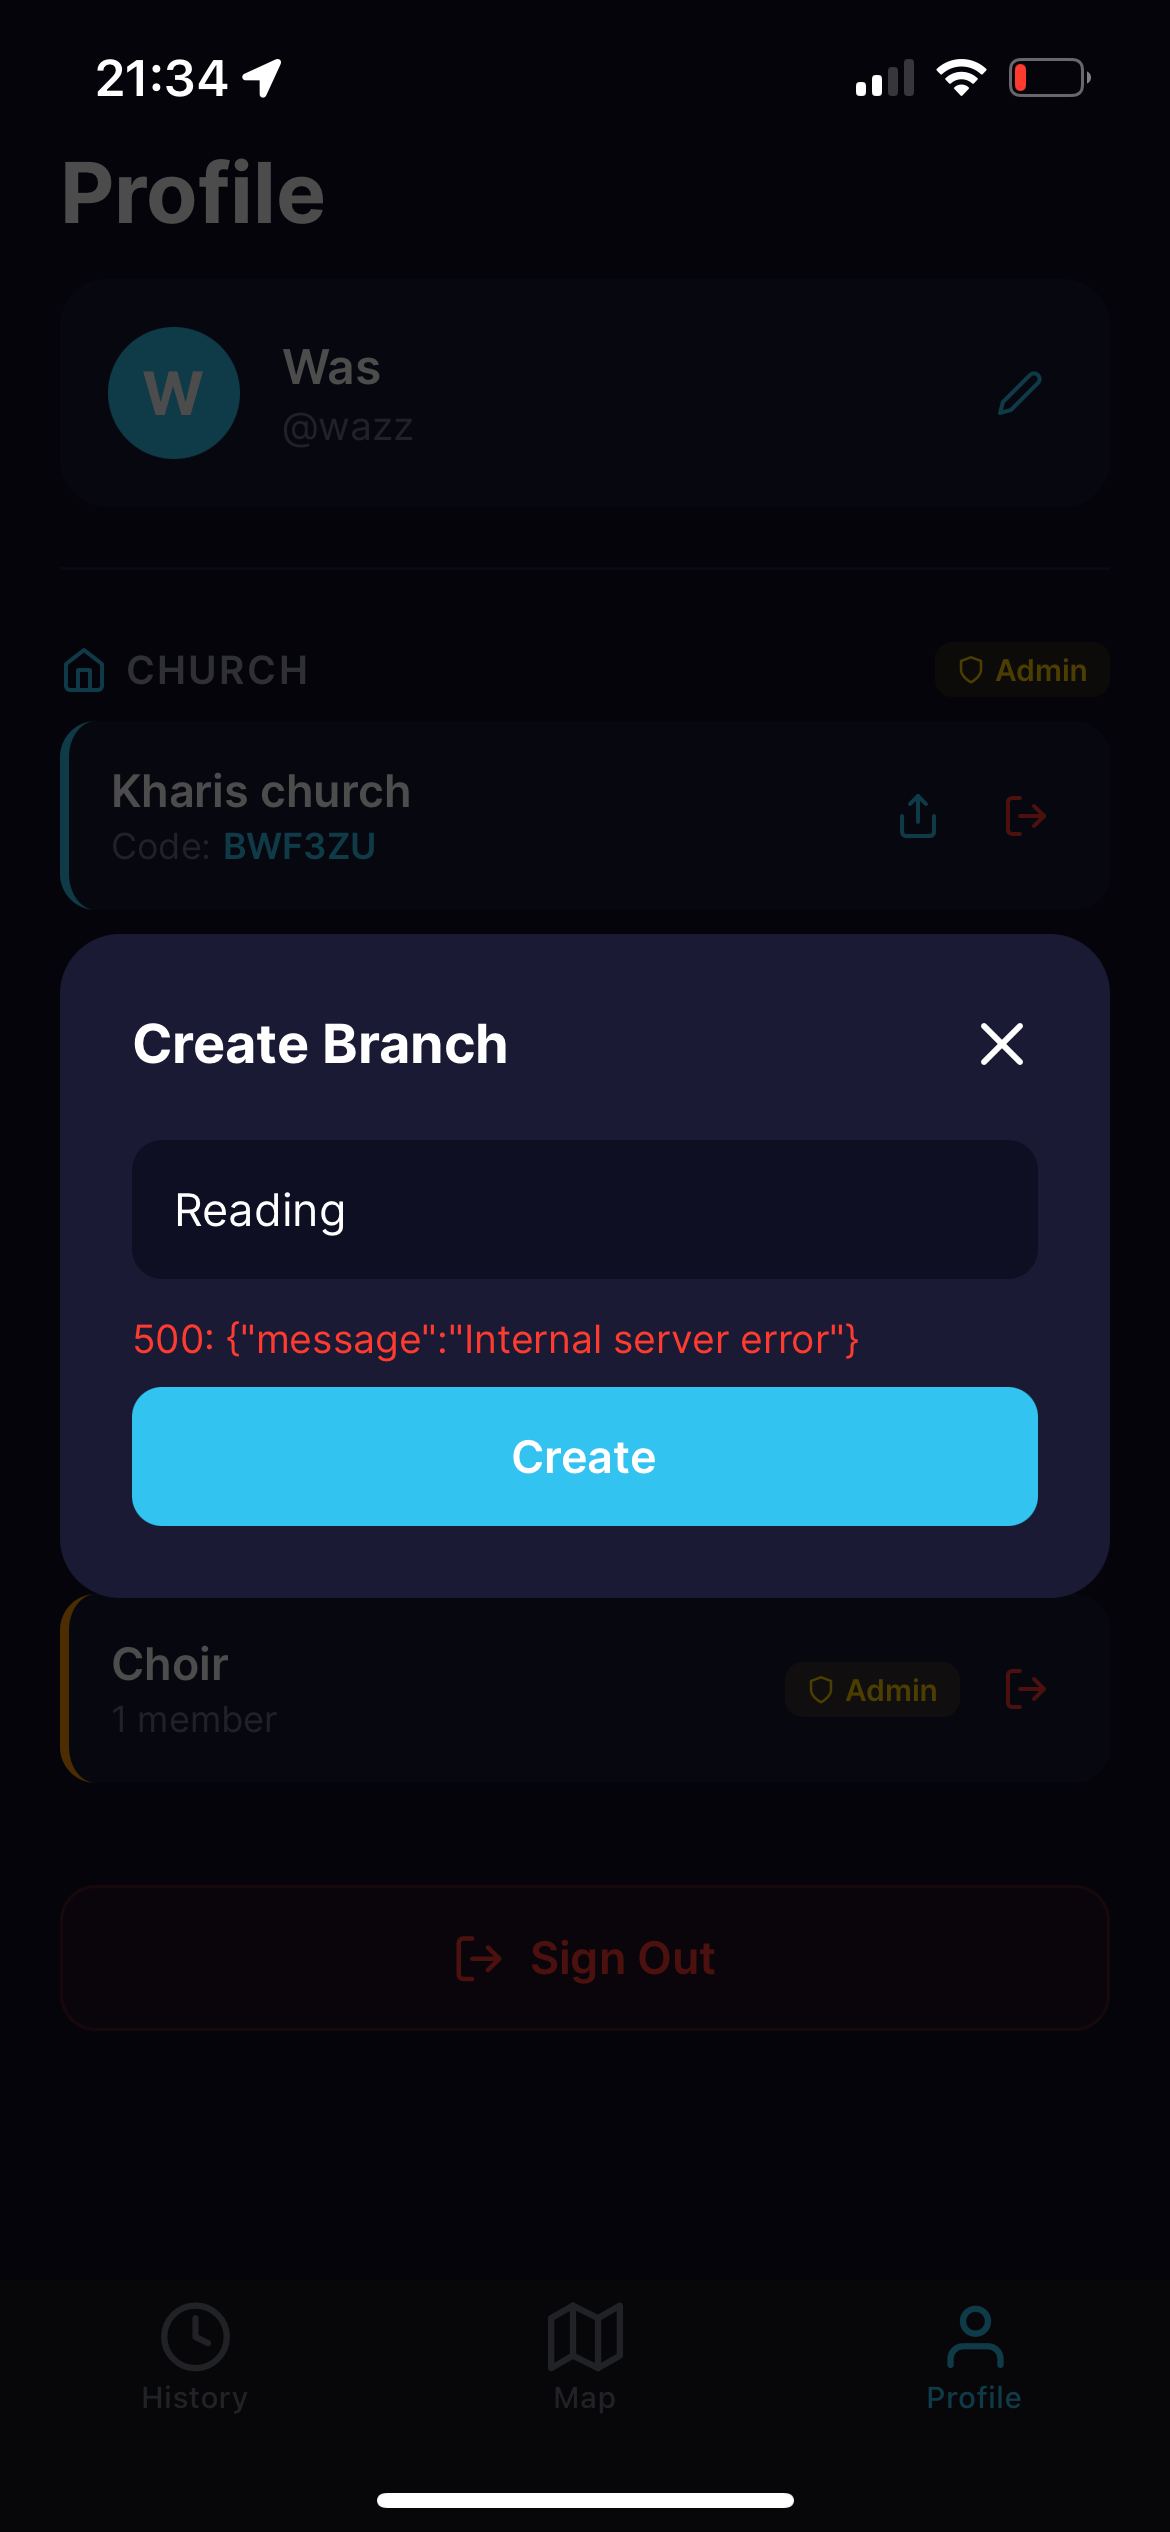 21:34
Profile
W
Was
@wazz
CHURCH
Admin
Kharis church
Code: BWF3ZU
Create Branch
Reading
500: {"message":"Internal server error"}
Create
Choir
1 member
Admin
Sign Out
History
Map
Profile